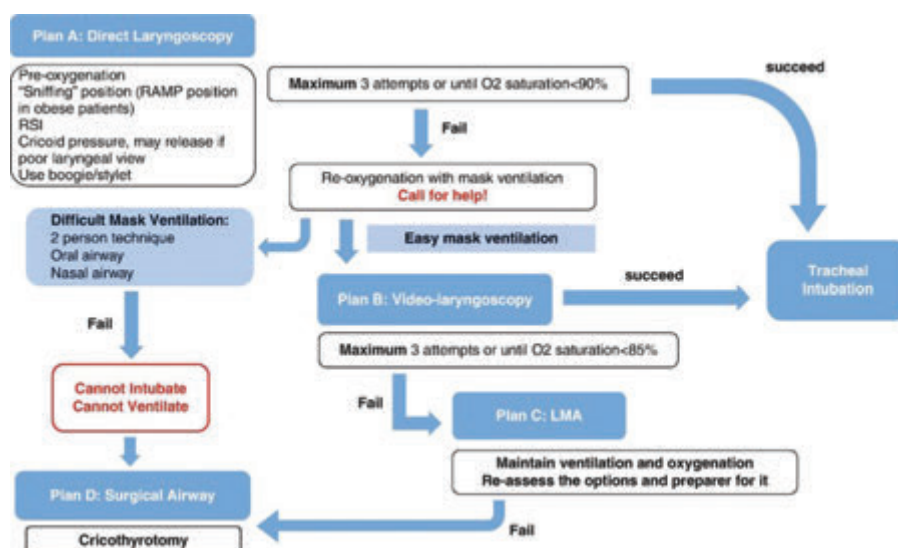 Plan A: Direct Laryngoscopy
Pre-oxygenation
"Sniffing" position (RAMP position
in obese patients)
RSI
Cricoid pressure, may release if
poor laryngeal view
Use boogie/stylet
Maximum 3 attempts or until O2 saturation<90%
succeed
Fail
Re-oxygenation with mask ventilation
Call for help!
Difficult Mask Ventilation:
2 person technique
Oral airway
Nasal airway
Easy mask ventilation
Plan B: Video-laryngoscopy
succeed
Tracheal
Intubation
Fail
Maximum 3 attempts or until O2 saturation<85%
Cannot Intubate
Cannot Ventilate
Fail
Plan C: LMA
Maintain ventilation and oxygenation
Re-assess the options and preparer for it
Plan D: Surgical Airway
Fail
Cricothyrotomy